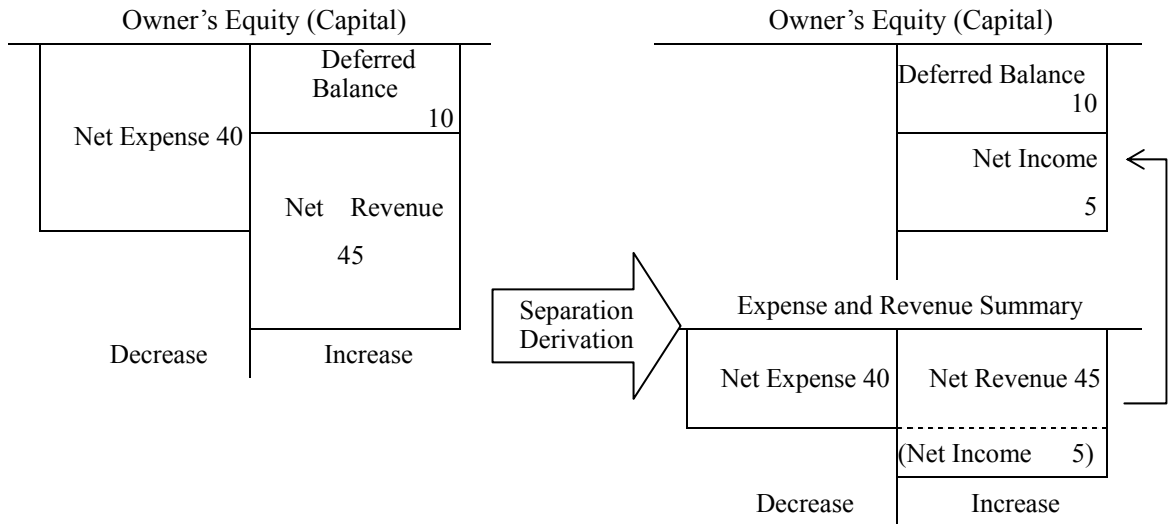 Owner's Equity (Capital)
Deferred
Balance
10
Net Expense 40
Net Revenue
45
Decrease
Increase
Separation
Derivation
Owner's Equity (Capital)
Deferred Balance
10
Net Income
5
Expense and Revenue Summary
Net Expense 40
Net Revenue 45
(Net Income 5)
Decrease
Increase